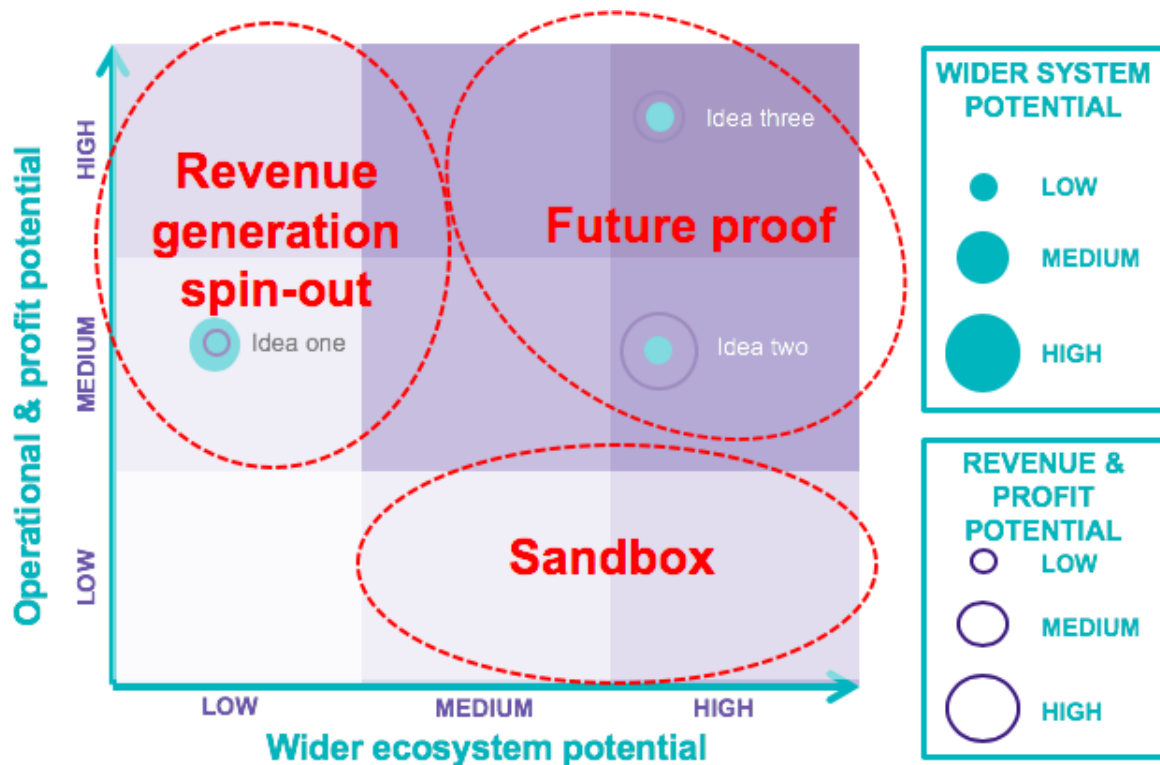 Operational & profit potential
HIGH
MEDIUM
LOW
Revenue
generation
spin-out
Idea one
Idea three
Future proof
Idea two
Sandbox
LOW
MEDIUM
HIGH
Wider ecosystem potential
WIDER SYSTEM
POTENTIAL
LOW
MEDIUM
HIGH
REVENUE &
PROFIT
POTENTIAL
LOW
MEDIUM
HIGH